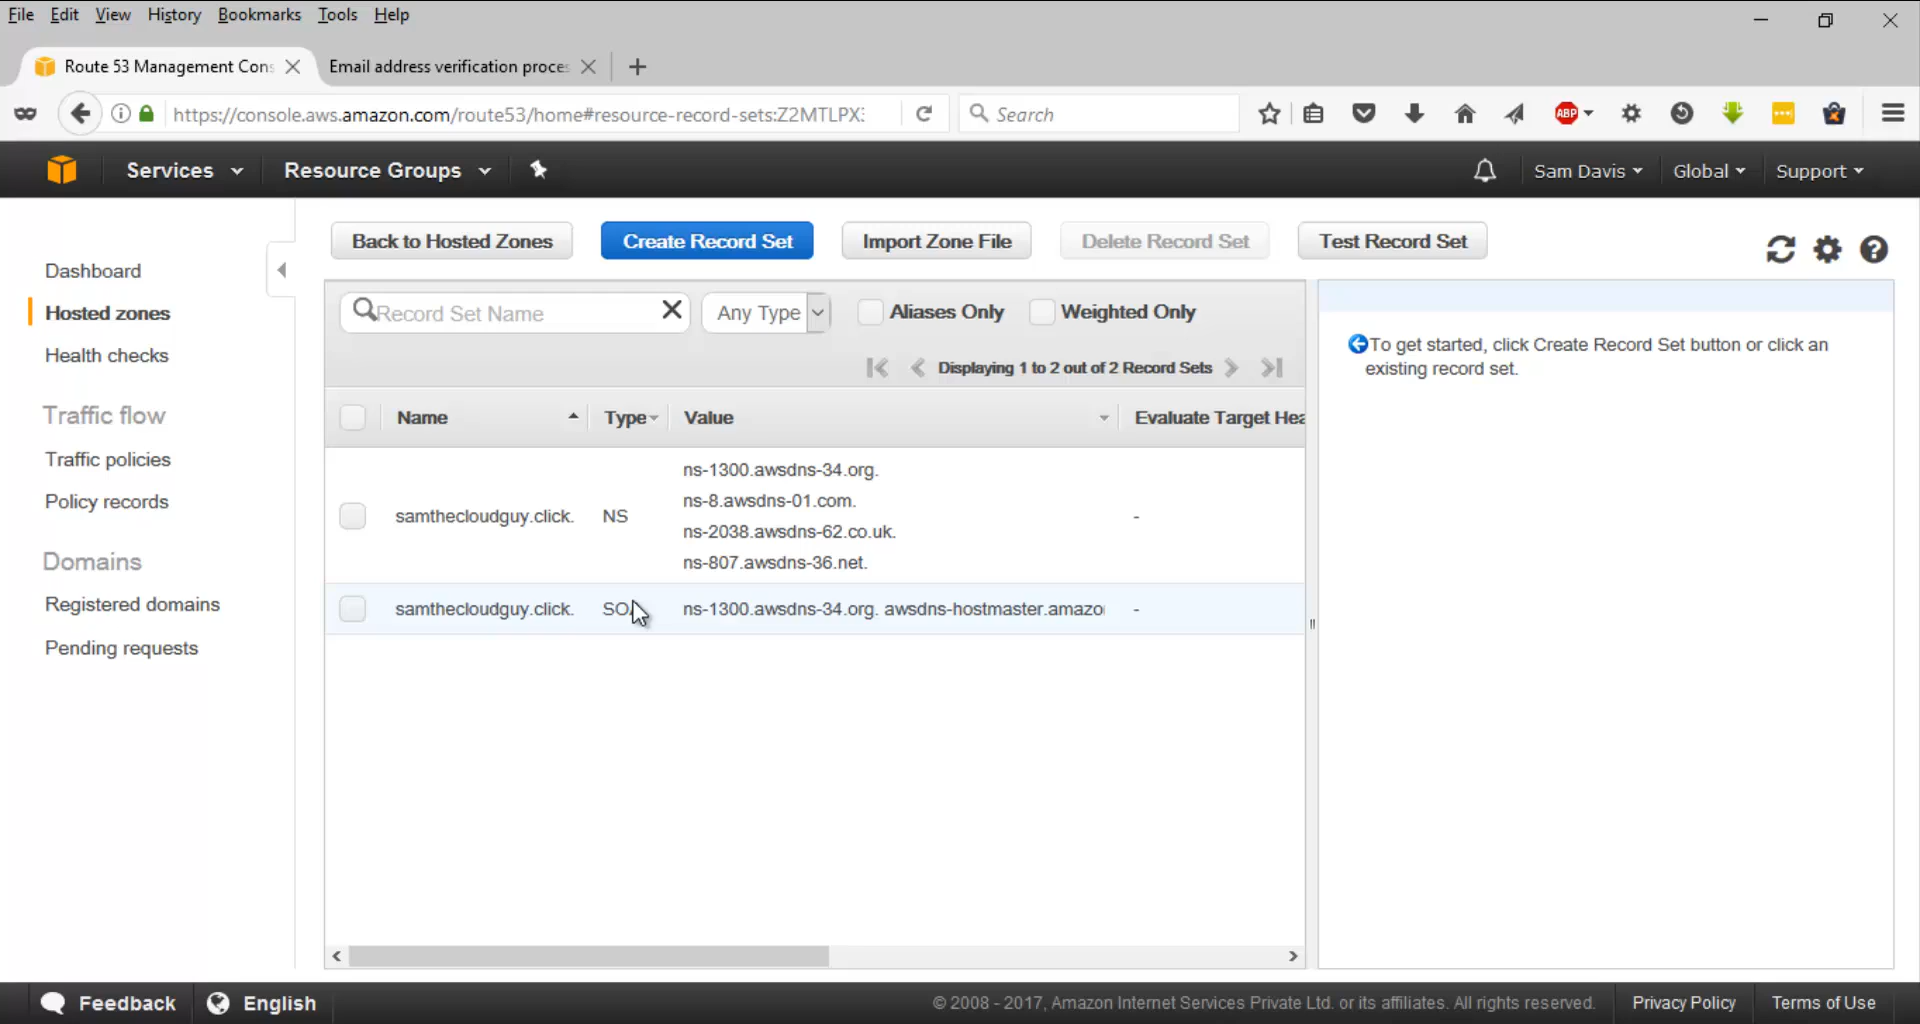 File Edit View History Bookmarks Tools Help
Route 53 Management Cons
Email address verification proces
https://console.aws.amazon.com/route53/home#resource-record-sets:Z2MTLPX
Search
ABP
Services Resource Groups
Sam Davis Global Support
Back to Hosted Zones Create Record Set Import Zone File Delete Record Set Test Record Set
Dashboard
Hosted zones
Health checks
Traffic flow
Traffic policies
Policy records
Domains
Registered domains
Pending requests
Record Set Name Any Type Aliases Only Weighted Only
Displaying 1 to 2 out of 2 Record Sets
Name Type Value Evaluate Target Hea
samthecloudguy.click. NS
ns-1300.awsdns-34.org.
ns-8.awsdns-01.com.
ns-2038.awsdns-62.co.uk.
ns-807.awsdns-36.net.
-
samthecloudguy.click. SOA ns-1300.awsdns-34.org. awsdns-hostmaster.amazo -
To get started, click Create Record Set button or click an
existing record set.
Feedback English
© 2008 - 2017, Amazon Internet Services Private Ltd. or its affiliates. All rights reserved. Privacy Policy Terms of Use